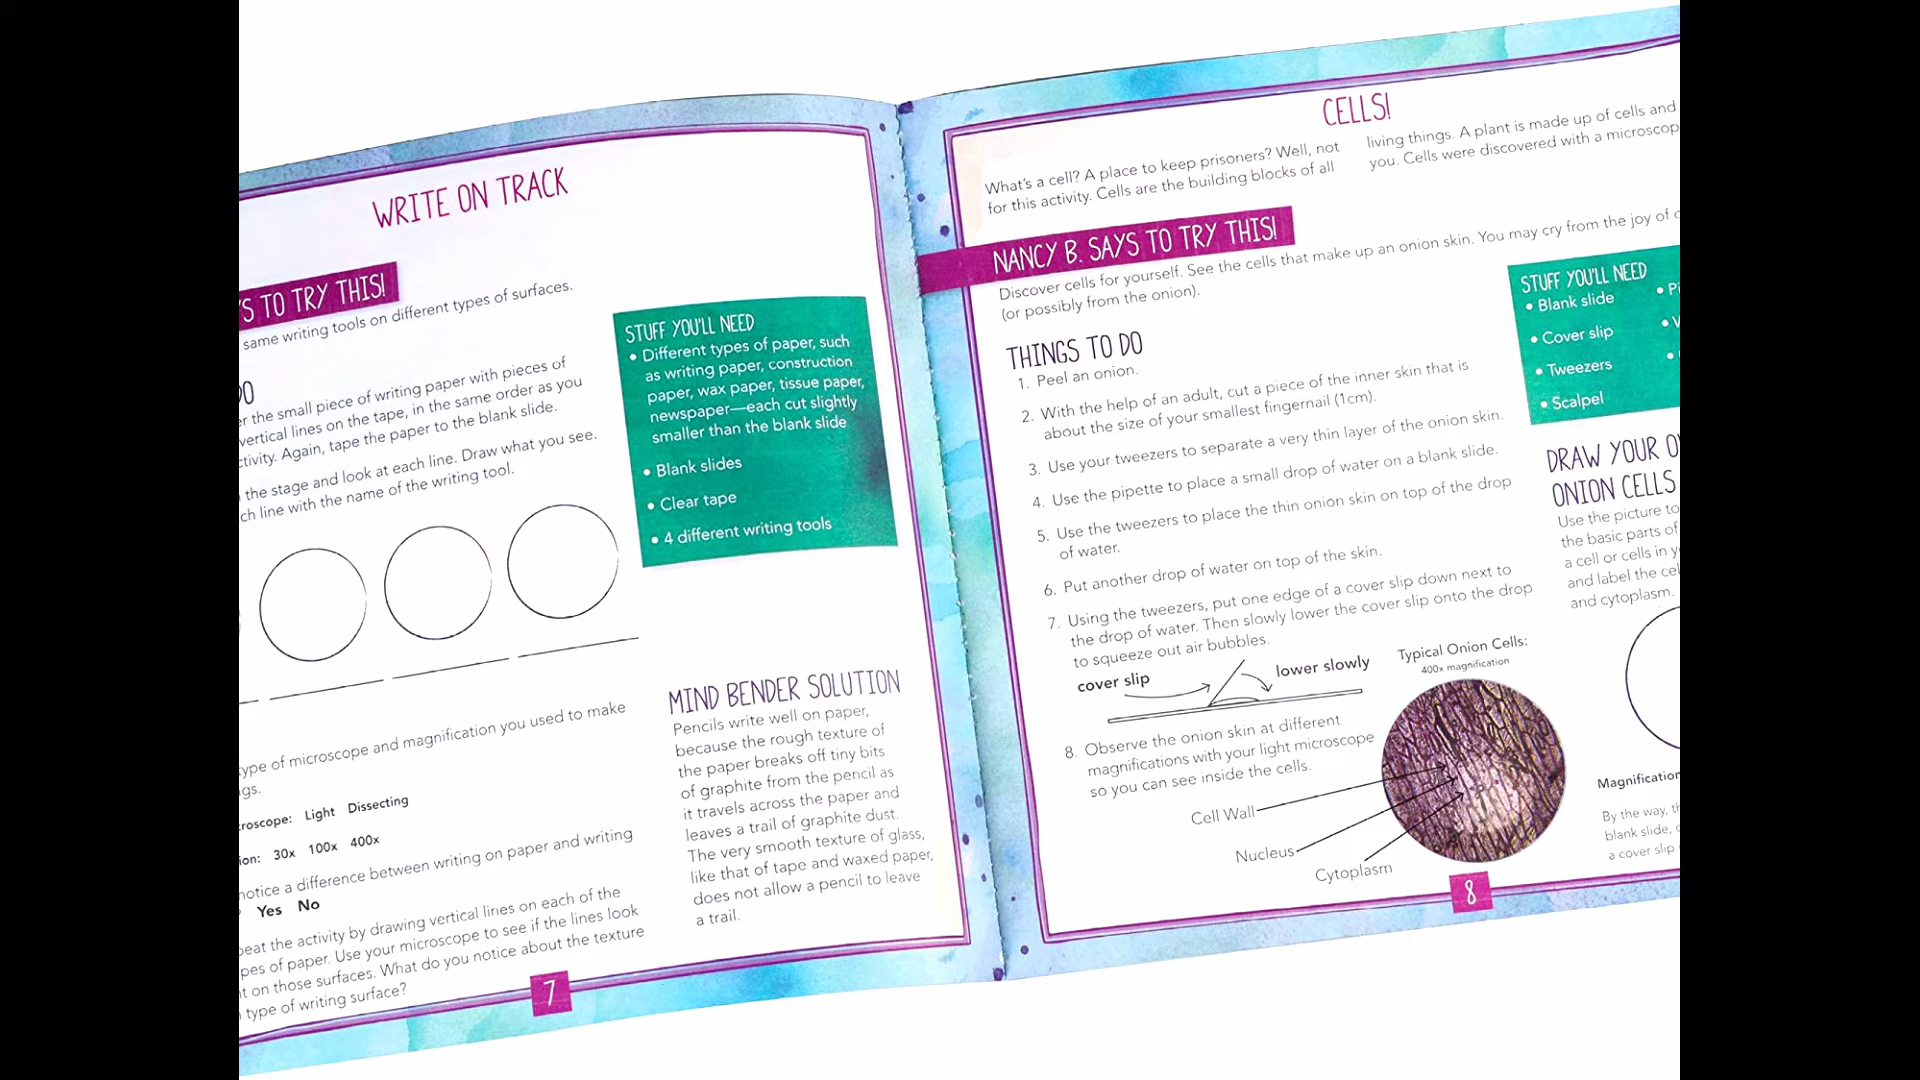 WRITE ON TRACK
S TO TRY THIS!
same writing tools on different types of surfaces.
DO
er the small piece of writing paper with pieces of
vertical lines on the tape, in the same order as you
ctivity. Again, tape the paper to the blank slide.
the stage and look at each line. Draw what you see.
ch line with the name of the writing tool.
STUFF YOU'LL NEED
• Different types of paper, such
as writing paper, construction
paper, wax paper, tissue paper,
newspaper—each cut slightly
smaller than the blank slide
• Blank slides
• Clear tape
• 4 different writing tools
type of microscope and magnification you used to make
gs.
roscope: Light Dissecting
ion: 30x 100x 400x
notice a difference between writing on paper and writing
Yes No
peat the activity by drawing vertical lines on each of the
pes of paper. Use your microscope to see if the lines look
t on those surfaces. What do you notice about the texture
type of writing surface?
MIND BENDER SOLUTION
Pencils write well on paper,
because the rough texture of
the paper breaks off tiny bits
of graphite from the pencil as
it travels across the paper and
leaves a trail of graphite dust.
The very smooth texture of glass,
like that of tape and waxed paper,
does not allow a pencil to leave
a trail.
7
CELLS!
What's a cell? A place to keep prisoners? Well, not
for this activity. Cells are the building blocks of all
living things. A plant is made up of cells and
you. Cells were discovered with a microscop
NANCY B. SAYS TO TRY THIS!
Discover cells for yourself. See the cells that make up an onion skin. You may cry from the joy of
(or possibly from the onion).
THINGS TO DO
1. Peel an onion.
2. With the help of an adult, cut a piece of the inner skin that is
about the size of your smallest fingernail (1cm).
3. Use your tweezers to separate a very thin layer of the onion skin.
4. Use the pipette to place a small drop of water on a blank slide.
5. Use the tweezers to place the thin onion skin on top of the drop
of water.
6. Put another drop of water on top of the skin.
7. Using the tweezers, put one edge of a cover slip down next to
the drop of water. Then slowly lower the cover slip onto the drop
to squeeze out air bubbles.
cover slip
lower slowly
8. Observe the onion skin at different
magnifications with your light microscope
so you can see inside the cells.
Typical Onion Cells:
400x magnification
Cell Wall
Nucleus
Cytoplasm
STUFF YOU'LL NEED
• Blank slide
• Cover slip
• Tweezers
• Scalpel
• Pi
DRAW YOUR O
ONION CELLS
Use the picture to
the basic parts of
a cell or cells in y
and label the cel
and cytoplasm.
Magnification
By the way, th
blank slide,
a cover slip
8